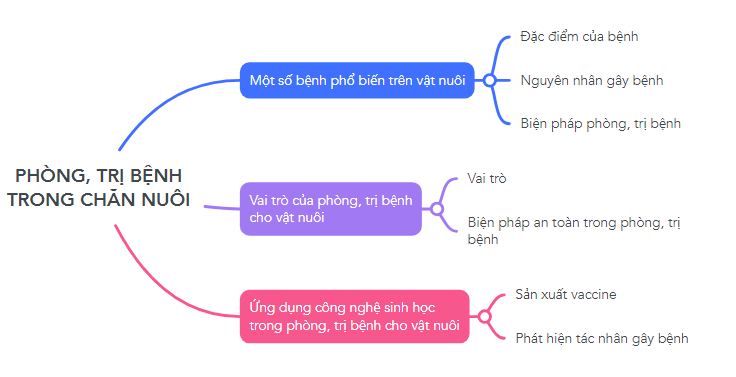 PHÒNG, TRỊ BỆNH
TRONG CHĂN NUÔI
Một số bệnh phổ biến trên vật nuôi
Đặc điểm của bệnh
Nguyên nhân gây bệnh
Biện pháp phòng, trị bệnh
Vai trò của phòng, trị bệnh
cho vật nuôi
Vai trò
Biện pháp an toàn trong phòng, trị
bệnh
Ứng dụng công nghệ sinh học
trong phòng, trị bệnh cho vật nuôi
Sản xuất vaccine
Phát hiện tác nhân gây bệnh